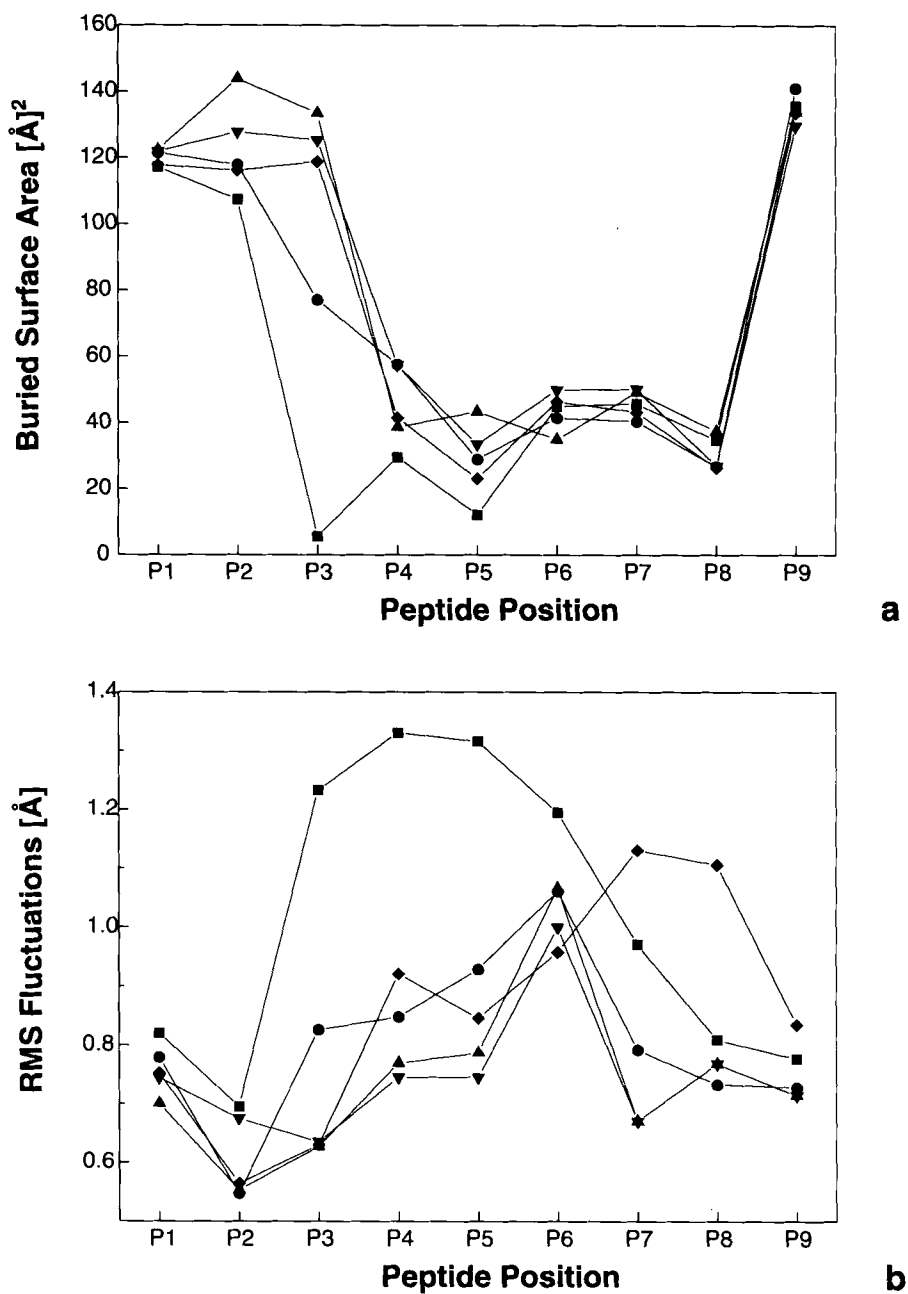 160
140
120
100
80
60
40
20
0
Buried Surface Area [Å]²
P1 P2 P3 P4 P5 P6 P7 P8 P9
Peptide Position
a
1.4
1.2
1.0
0.8
0.6
RMS Fluctuations [Å]
P1 P2 P3 P4 P5 P6 P7 P8 P9
Peptide Position
b